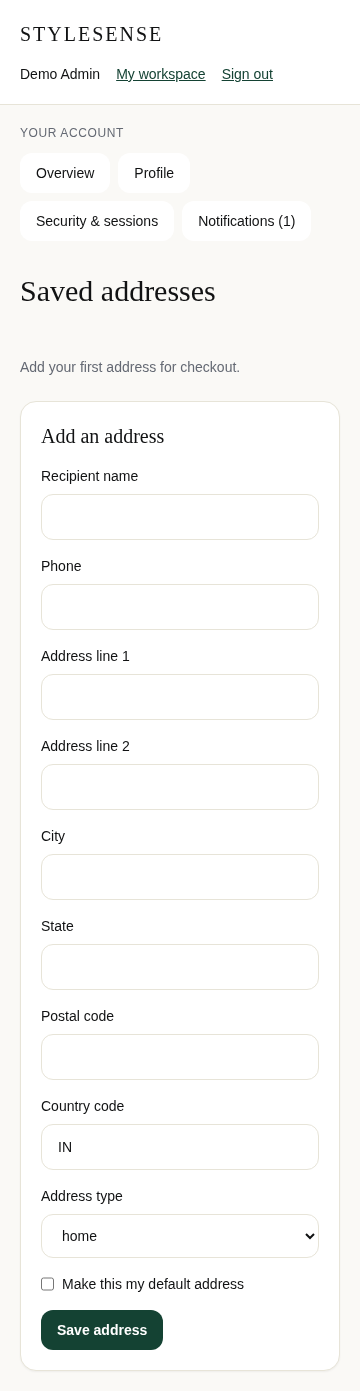 STYLESENSE
Demo Admin My workspace Sign out
YOUR ACCOUNT
Overview Profile
Security & sessions Notifications (1)
Saved addresses
Add your first address for checkout.
Add an address
Recipient name
Phone
Address line 1
Address line 2
City
State
Postal code
Country code
IN
Address type
home
Make this my default address
Save address